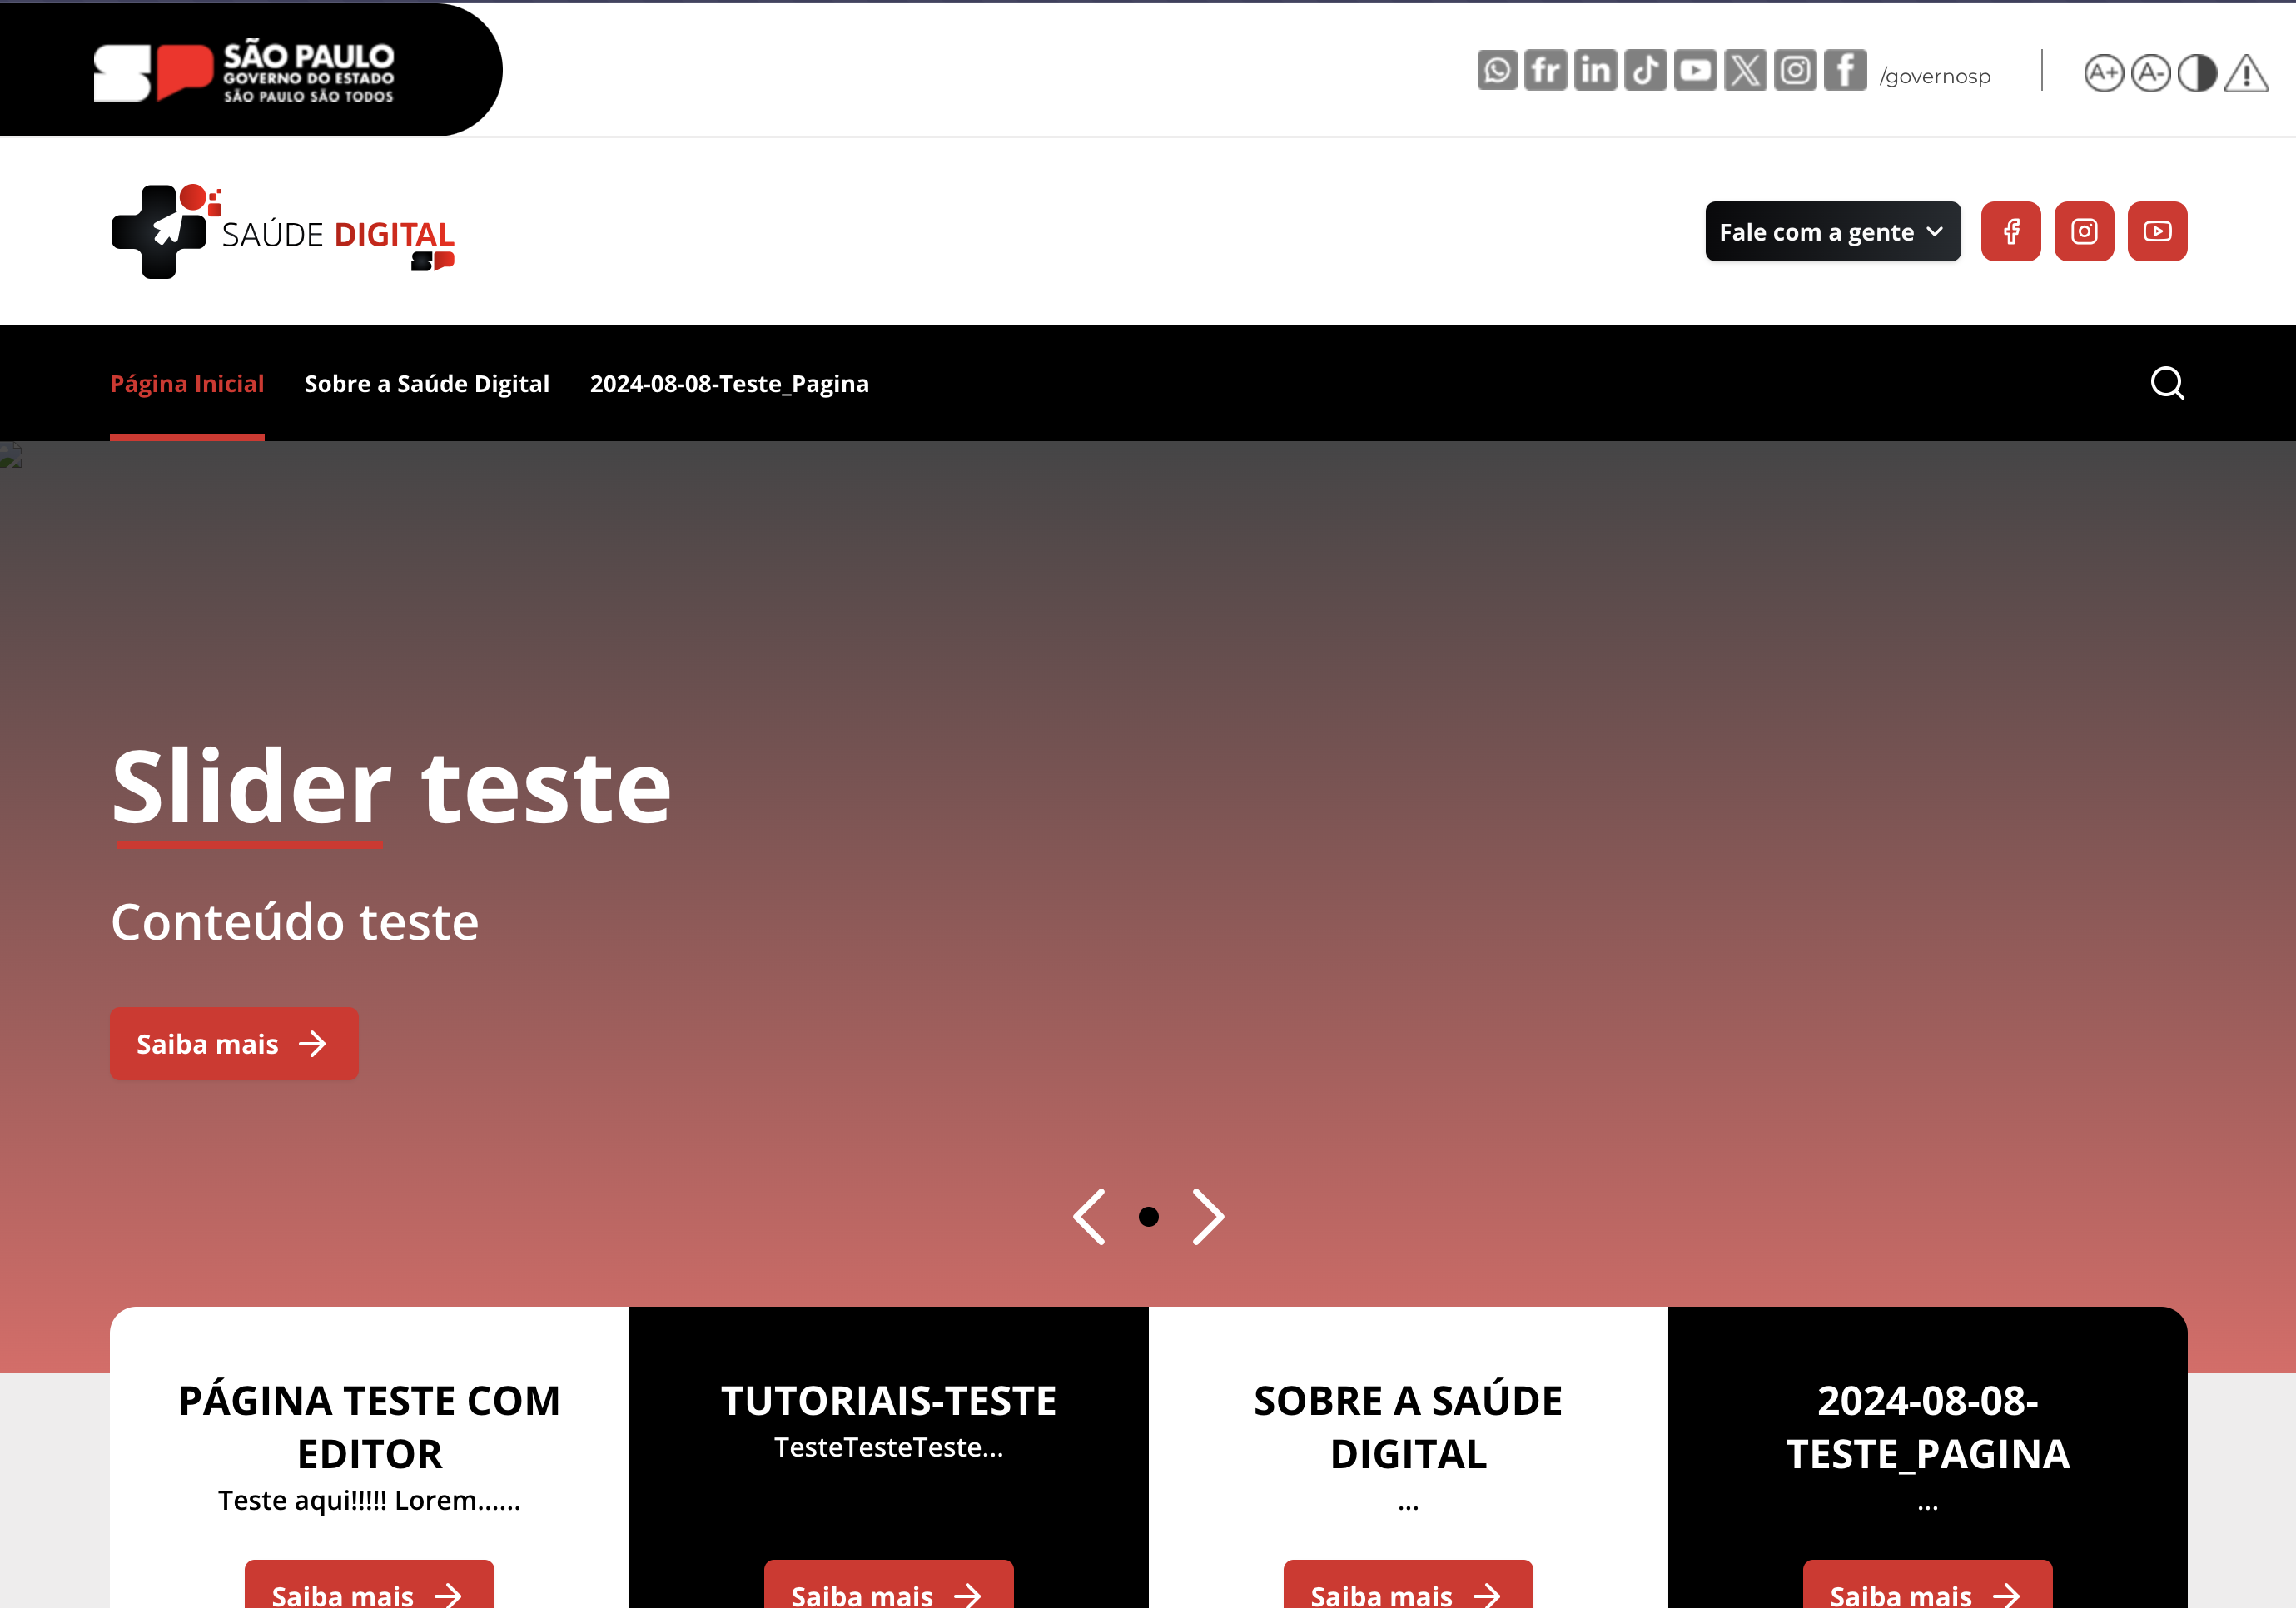 SÃO PAULO
GOVERNO DO ESTADO
SÃO PAULO SÃO TODOS
/governosp
A+ A-
SAÚDE DIGITAL
Fale com a gente
Página Inicial
Sobre a Saúde Digital
2024-08-08-Teste_Pagina
Slider teste
Conteúdo teste
Saiba mais
PÁGINA TESTE COM
EDITOR
Teste aqui!!!!! Lorem......
Saiba mais
TUTORIAIS-TESTE
TesteTesteTeste...
Saiba mais
SOBRE A SAÚDE
DIGITAL
...
Saiba mais
2024-08-08-
TESTE_PAGINA
...
Saiba mais